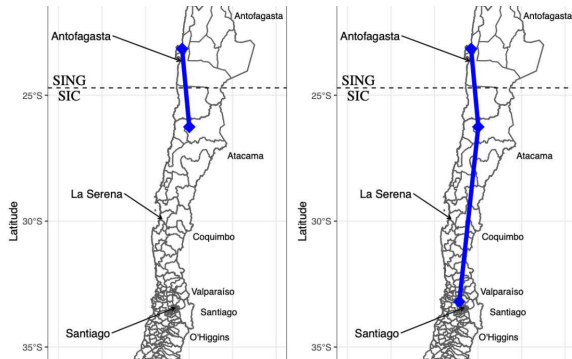 Antofagasta
Antofagasta
SING
SIC
25°S
Atacama
La Serena
30°S
Latitude
Coquimbo
Valparaíso
Santiago
Santiago
O'Higgins
35°S
Antofagasta
Antofagasta
SING
SIC
25°S
Atacama
La Serena
30°S
Latitude
Coquimbo
Valparaíso
Santiago
Santiago
O'Higgins
35°S